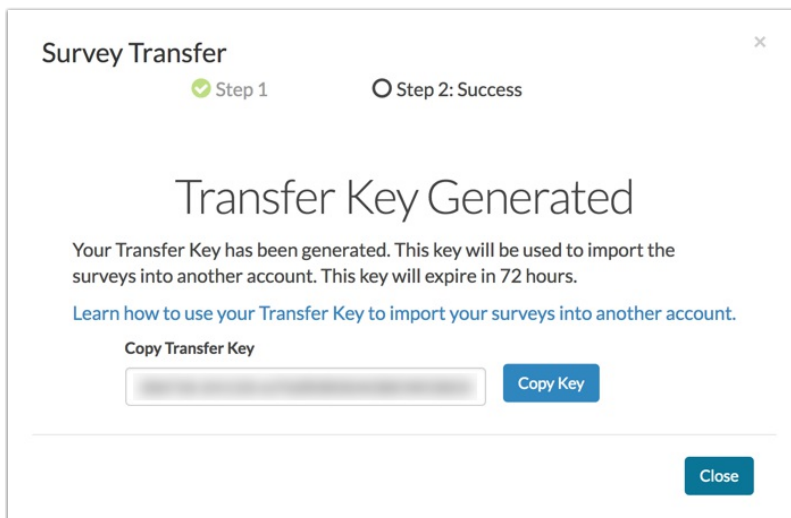 Survey Transfer
Step 1
Step 2: Success
Transfer Key Generated
Your Transfer Key has been generated. This key will be used to import the
surveys into another account. This key will expire in 72 hours.
Learn how to use your Transfer Key to import your surveys into another account.
Copy Transfer Key
Copy Key
Close